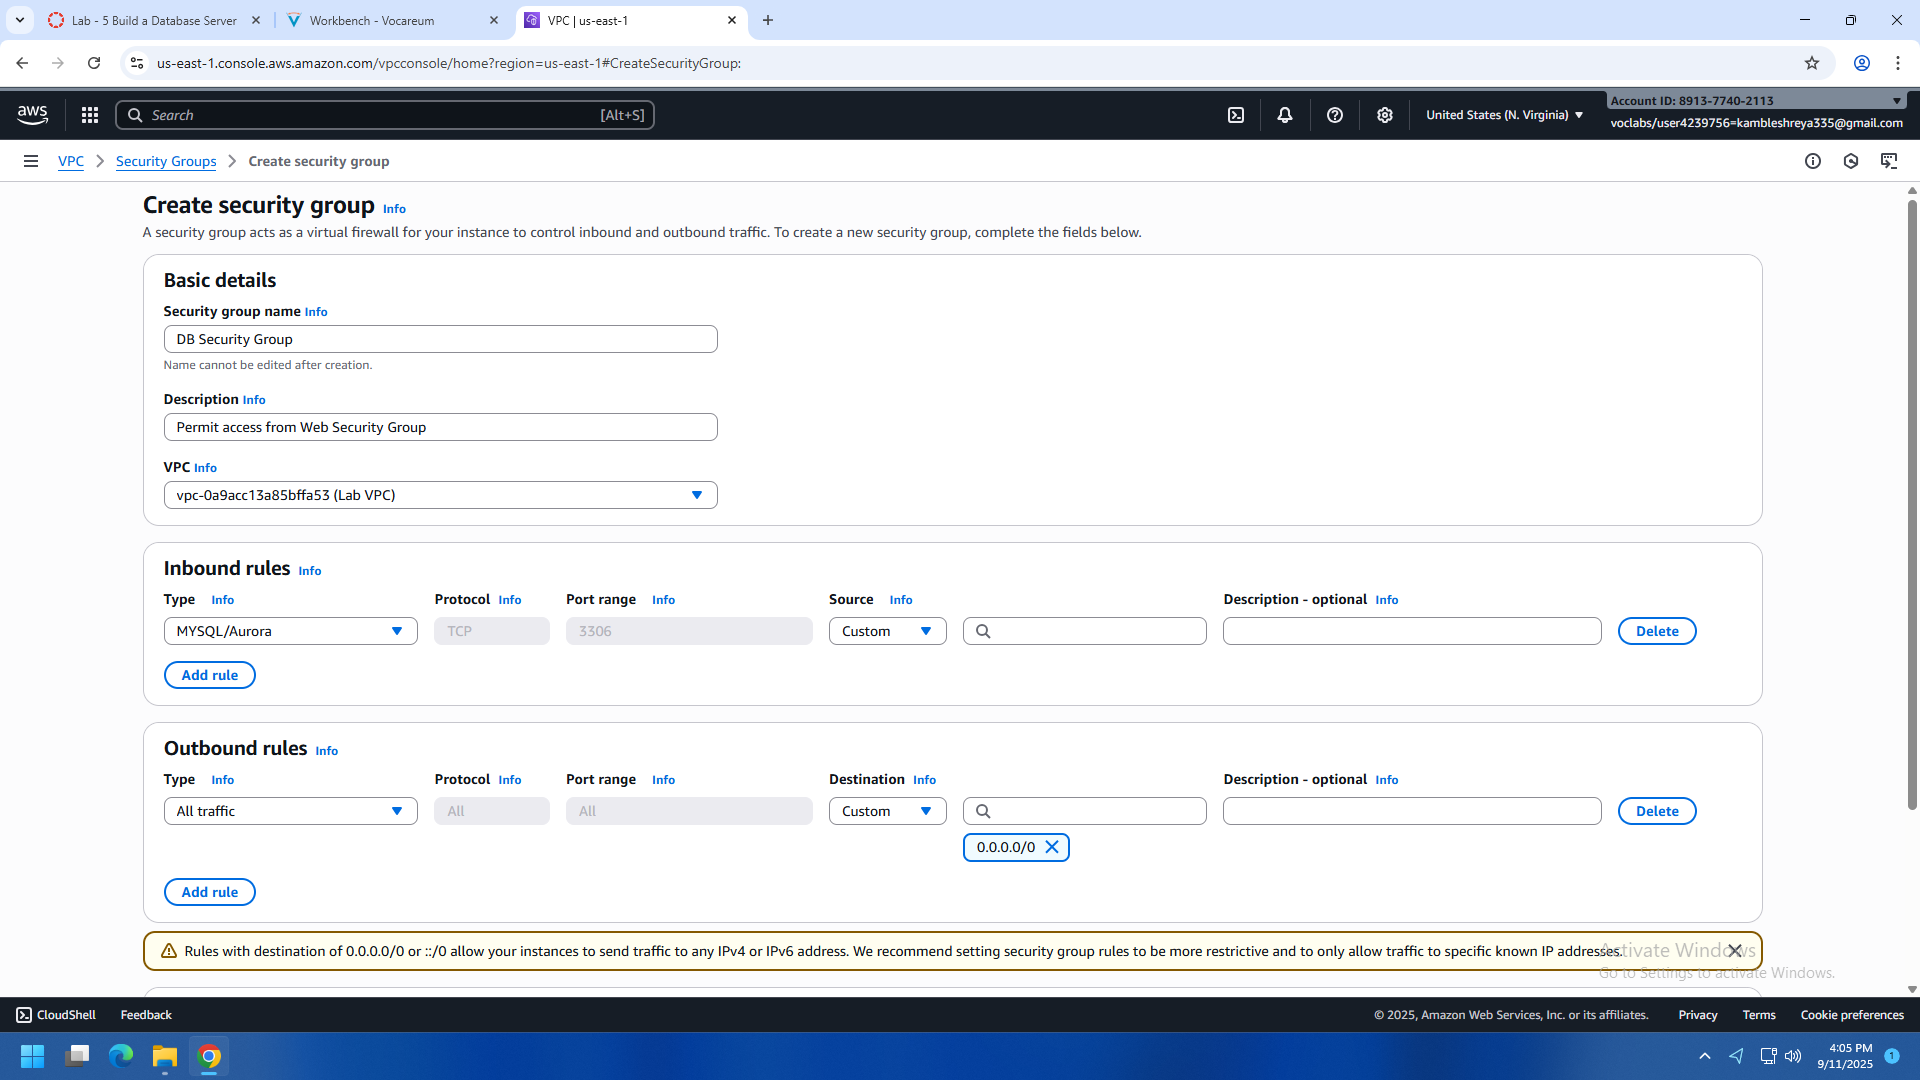 Lab - 5 Build a Database Server
Workbench - Vocareum
VPC | us-east-1
us-east-1.console.aws.amazon.com/vpcconsole/home?region=us-east-1#CreateSecurityGroup:
aws
Search
[Alt+S]
United States (N. Virginia)
Account ID: 8913-7740-2113
voclabs/user4239756=kambleshreya335@gmail.com
VPC
Security Groups
Create security group
Create security group Info
A security group acts as a virtual firewall for your instance to control inbound and outbound traffic. To create a new security group, complete the fields below.
Basic details
Security group name Info
DB Security Group
Name cannot be edited after creation.
Description Info
Permit access from Web Security Group
VPC Info
vpc-0a9acc13a85bffa53 (Lab VPC)
Inbound rules Info
Type Info Protocol Info Port range Info Source Info Description - optional Info
MYSQL/Aurora TCP 3306 Custom Delete
Add rule
Outbound rules Info
Type Info Protocol Info Port range Info Destination Info Description - optional Info
All traffic All All Custom Delete
0.0.0.0/0
Add rule
Rules with destination of 0.0.0.0/0 or ::/0 allow your instances to send traffic to any IPv4 or IPv6 address. We recommend setting security group rules to be more restrictive and to only allow traffic to specific known IP addresses.
Activate Windows
Go to Settings to activate Windows.
CloudShell Feedback © 2025, Amazon Web Services, Inc. or its affiliates. Privacy Terms Cookie preferences
4:05 PM
9/11/2025
1